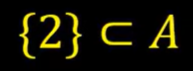 {2} ⊂ A